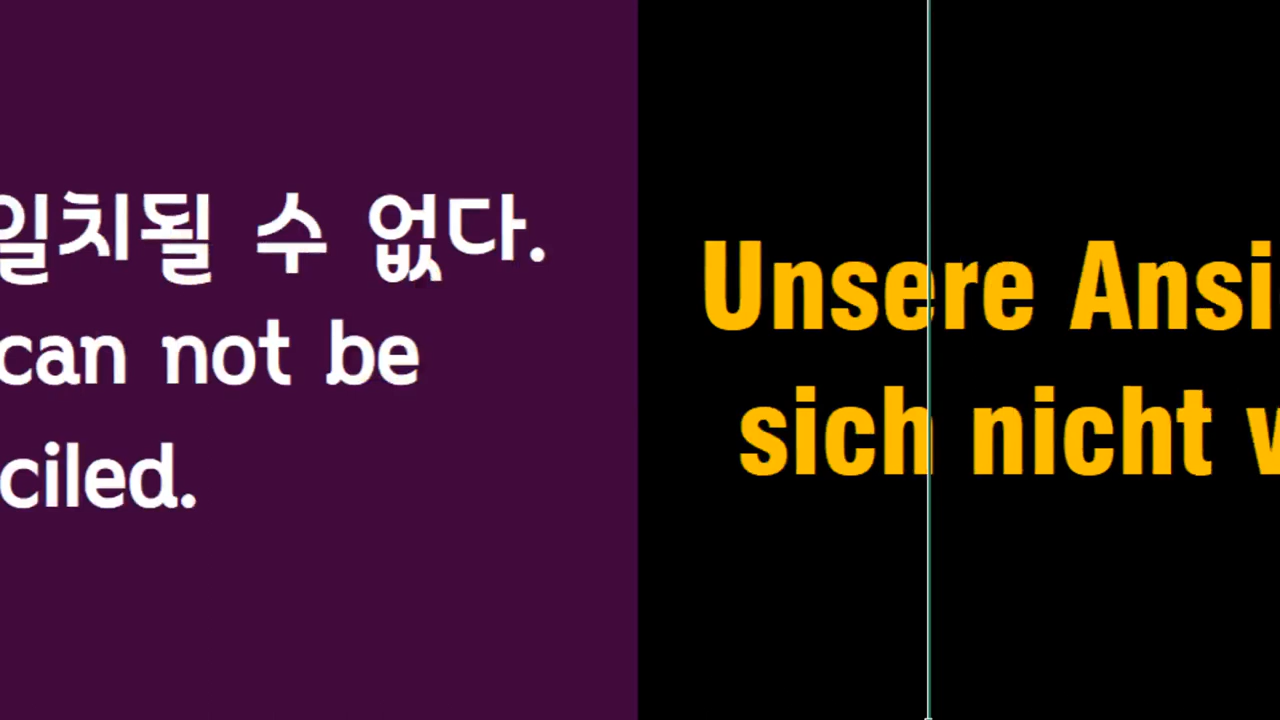 일치될 수 없다.
can not be
ciled.
Unsere Ansi
sich nicht